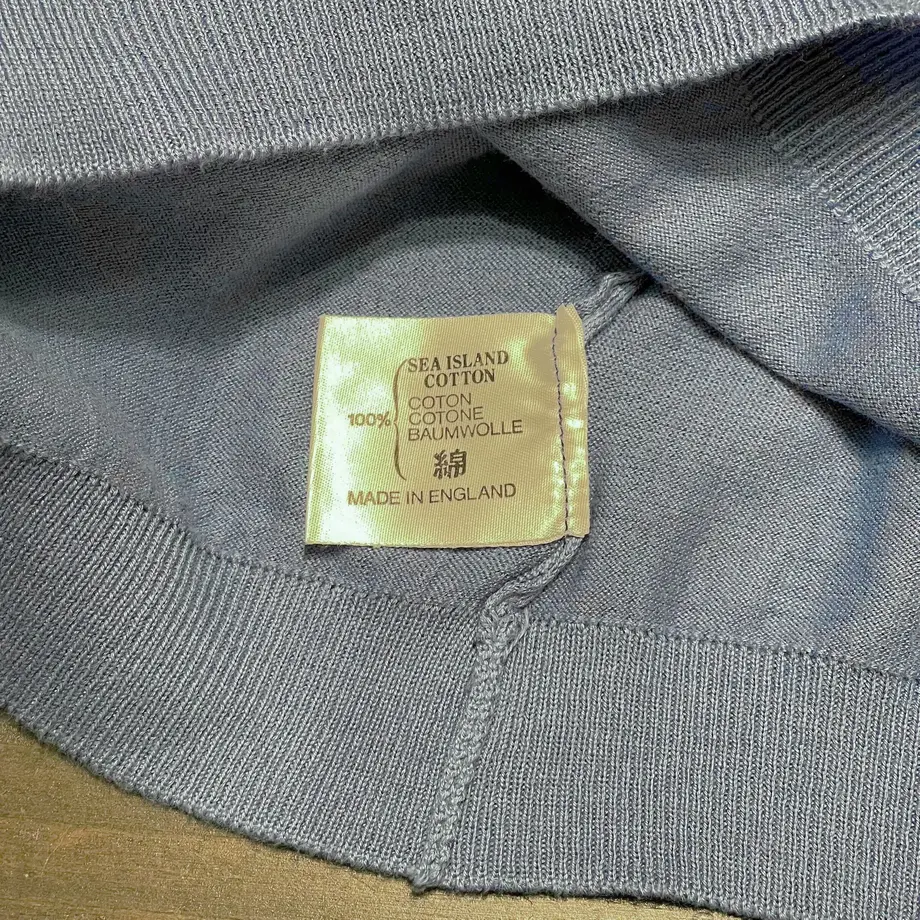 SEA ISLAND
COTTON
100%
COTON
COTONE
BAUMWOLLE
綿
MADE IN ENGLAND